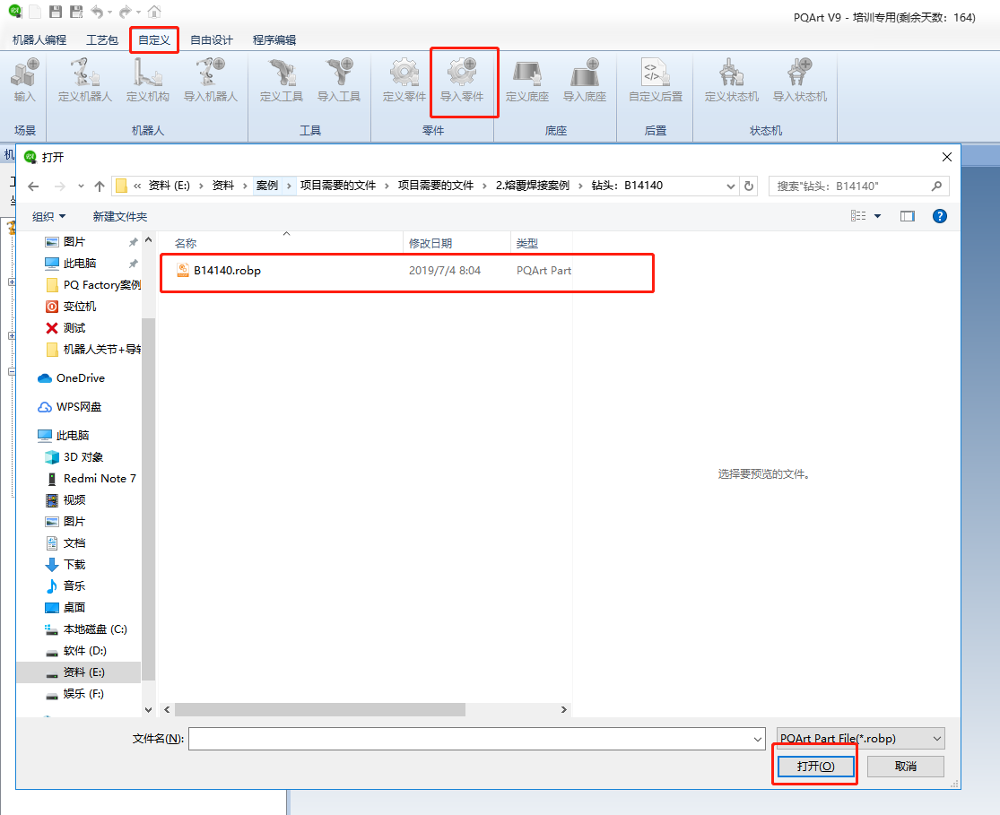 PQArt V9 - 培训专用(剩余天数：164)
机器人编程 工艺包 自定义 自由设计 程序编辑
输入 定义机器人 定义机构 导入机器人 定义工具 导入工具 定义零件 导入零件 定义底座 导入底座 自定义后置 定义状态机 导入状态机
场景 机器人 工具 零件 底座 后置 状态机
机
打开
« 资料 (E:) › 资料 › 案例 › 项目需要的文件 › 项目需要的文件 › 2.熔覆焊接案例 › 钻头：B14140
搜索"钻头：B14140"
组织 新建文件夹
名称 修改日期 类型
B14140.robp 2019/7/4 8:04 PQArt Part
图片
此电脑
PQ Factory案例
变位机
测试
机器人关节+导轨
OneDrive
WPS网盘
此电脑
3D 对象
Redmi Note 7
视频
图片
文档
下载
音乐
桌面
本地磁盘 (C:)
软件 (D:)
资料 (E:)
娱乐 (F:)
选择要预览的文件。
文件名(N):
PQArt Part File(*.robp)
打开(O) 取消